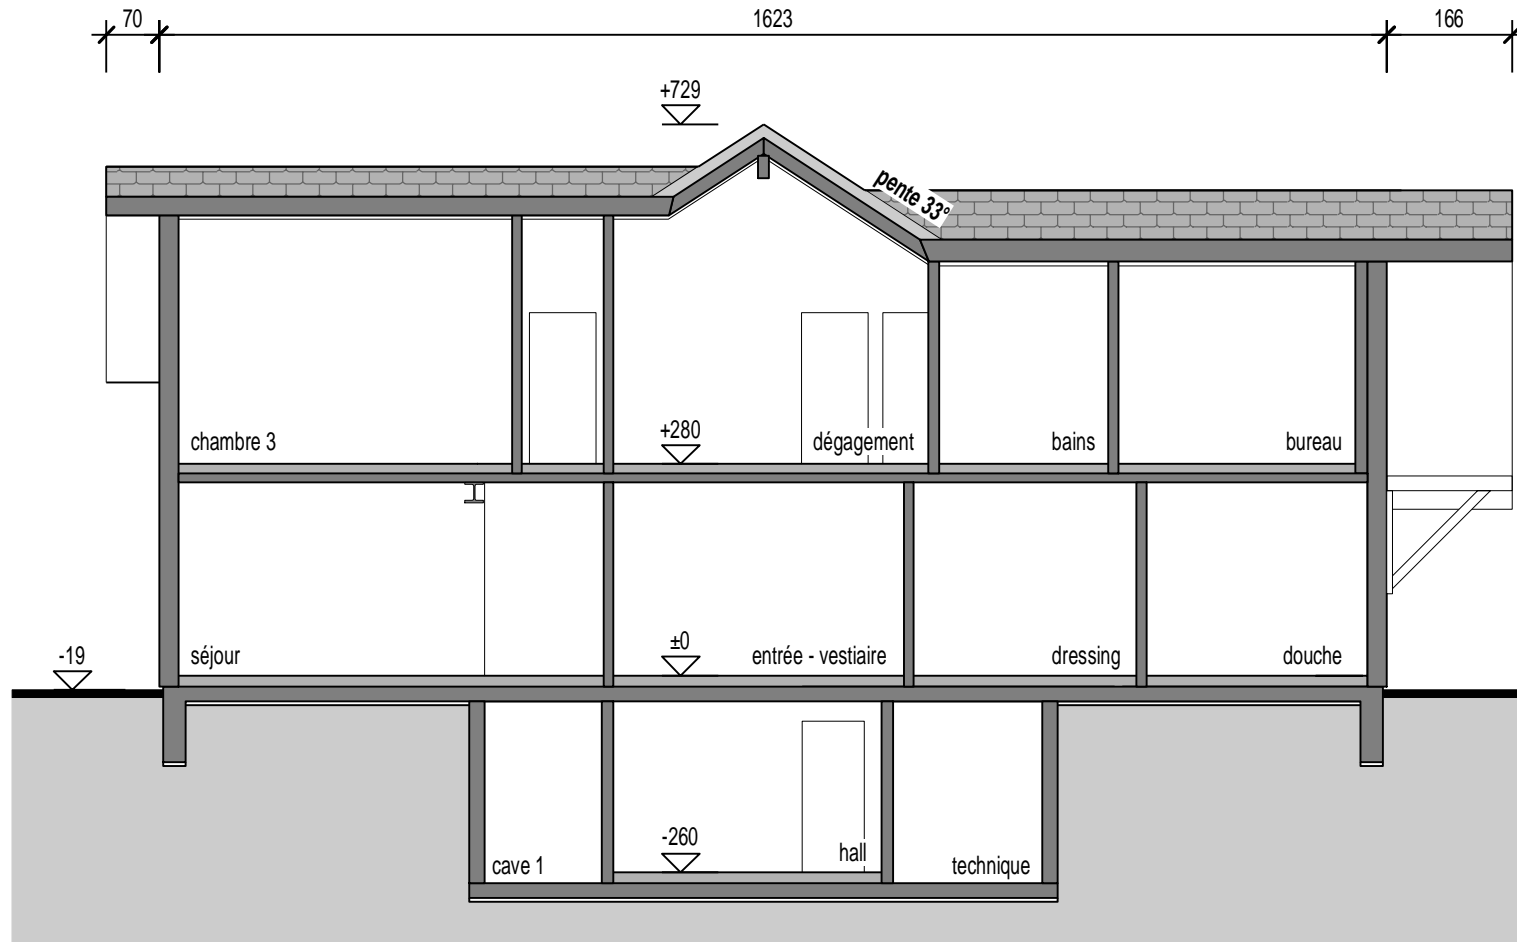 70
1623
166
+729
pente 33°
chambre 3
+280
dégagement
bains
bureau
-19
séjour
±0
entrée - vestiaire
dressing
douche
cave 1
-260
hall
technique